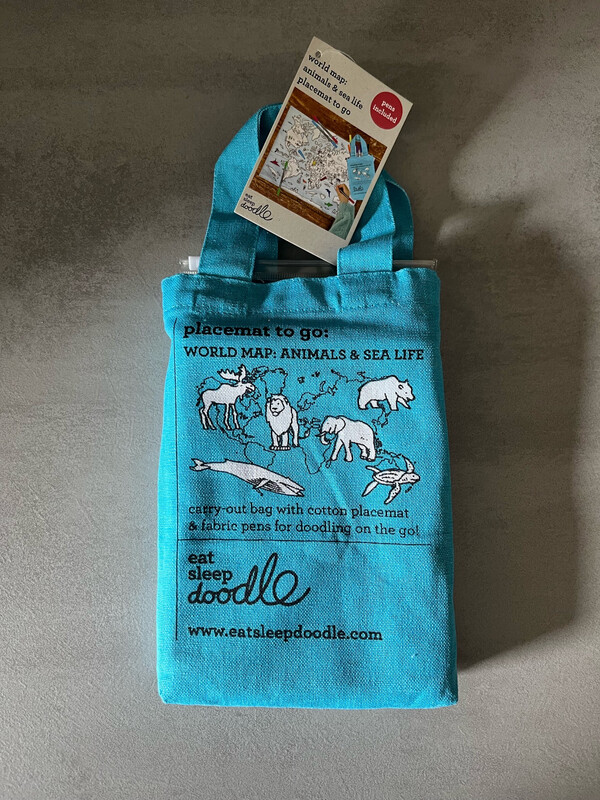 world map:
animals & sea life
placemat to go
pens
included
eat
sleep
doodle
placemat to go:
WORLD MAP: ANIMALS & SEA LIFE
carry-out bag with cotton placemat
& fabric pens for doodling on the go!
eat
sleep
doodle
www.eatsleepdoodle.com